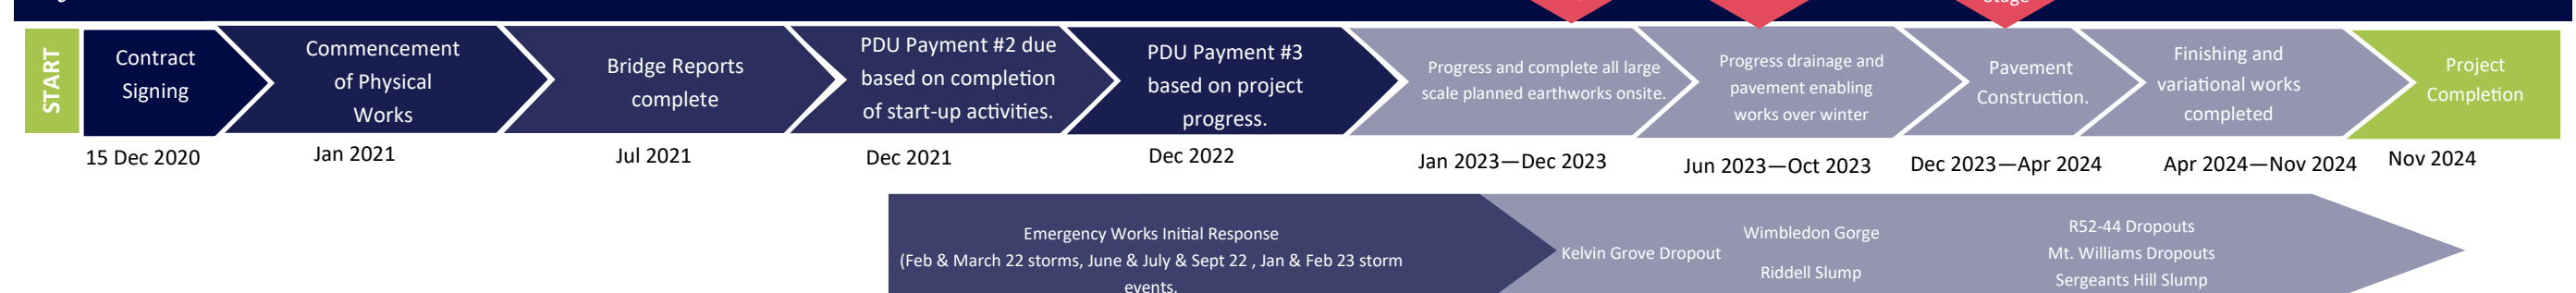 Stage
START
Contract
Signing
Commencement
of Physical
Works
Bridge Reports
complete
PDU Payment #2 due
based on completion
of start-up activities.
PDU Payment #3
based on project
progress.
Progress and complete all large
scale planned earthworks onsite.
Progress drainage and
pavement enabling
works over winter
Pavement
Construction.
Finishing and
variational works
completed
Project
Completion
15 Dec 2020
Jan 2021
Jul 2021
Dec 2021
Dec 2022
Jan 2023—Dec 2023
Jun 2023—Oct 2023
Dec 2023—Apr 2024
Apr 2024—Nov 2024
Nov 2024
Emergency Works Initial Response
(Feb & March 22 storms, June & July & Sept 22 , Jan & Feb 23 storm
events.
Kelvin Grove Dropout
Wimbledon Gorge
Riddell Slump
R52-44 Dropouts
Mt. Williams Dropouts
Sergeants Hill Slump